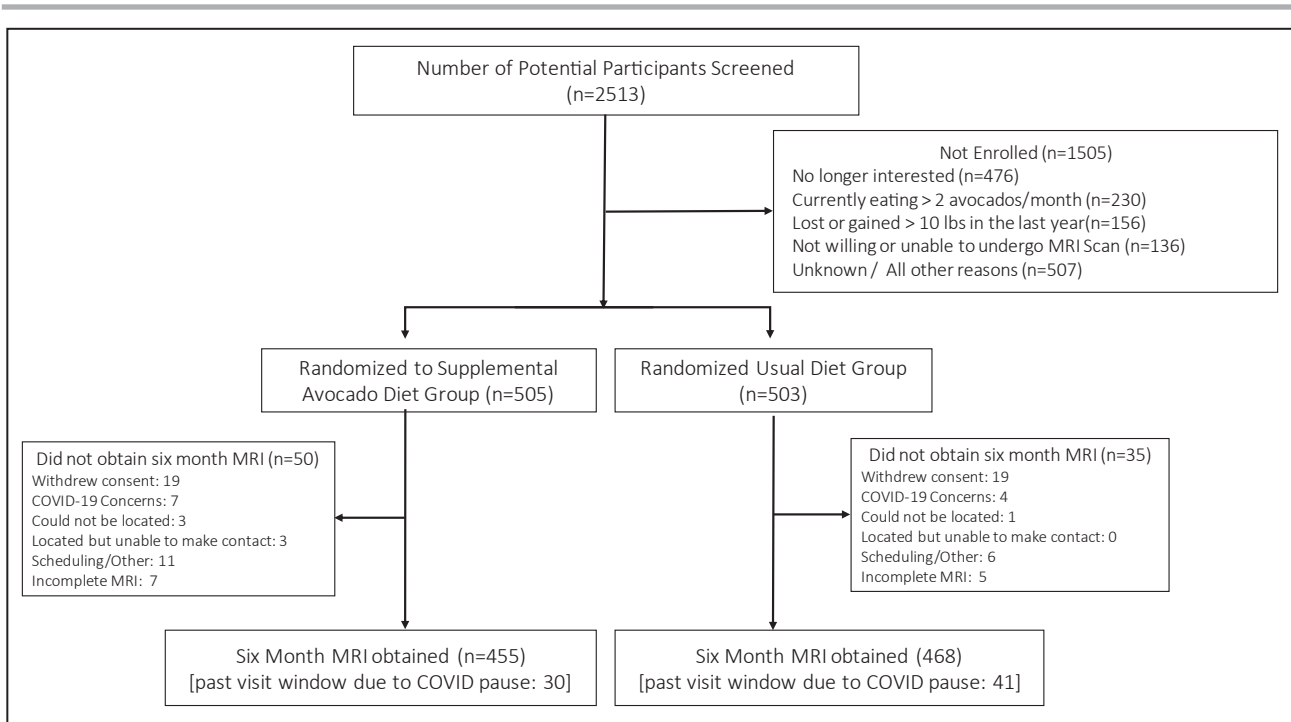 Number of Potential Participants Screened
(n=2513)
Not Enrolled (n=1505)
No longer interested (n=476)
Currently eating > 2 avocados/month (n=230)
Lost or gained > 10 lbs in the last year(n=156)
Not willing or unable to undergo MRI Scan (n=136)
Unknown / All other reasons (n=507)
Randomized to Supplemental
Avocado Diet Group (n=505)
Randomized Usual Diet Group
(n=503)
Did not obtain six month MRI (n=50)
Withdrew consent: 19
COVID-19 Concerns: 7
Could not be located: 3
Located but unable to make contact: 3
Scheduling/Other: 11
Incomplete MRI: 7
Did not obtain six month MRI (n=35)
Withdrew consent: 19
COVID-19 Concerns: 4
Could not be located: 1
Located but unable to make contact: 0
Scheduling/Other: 6
Incomplete MRI: 5
Six Month MRI obtained (n=455)
[past visit window due to COVID pause: 30]
Six Month MRI obtained (468)
[past visit window due to COVID pause: 41]